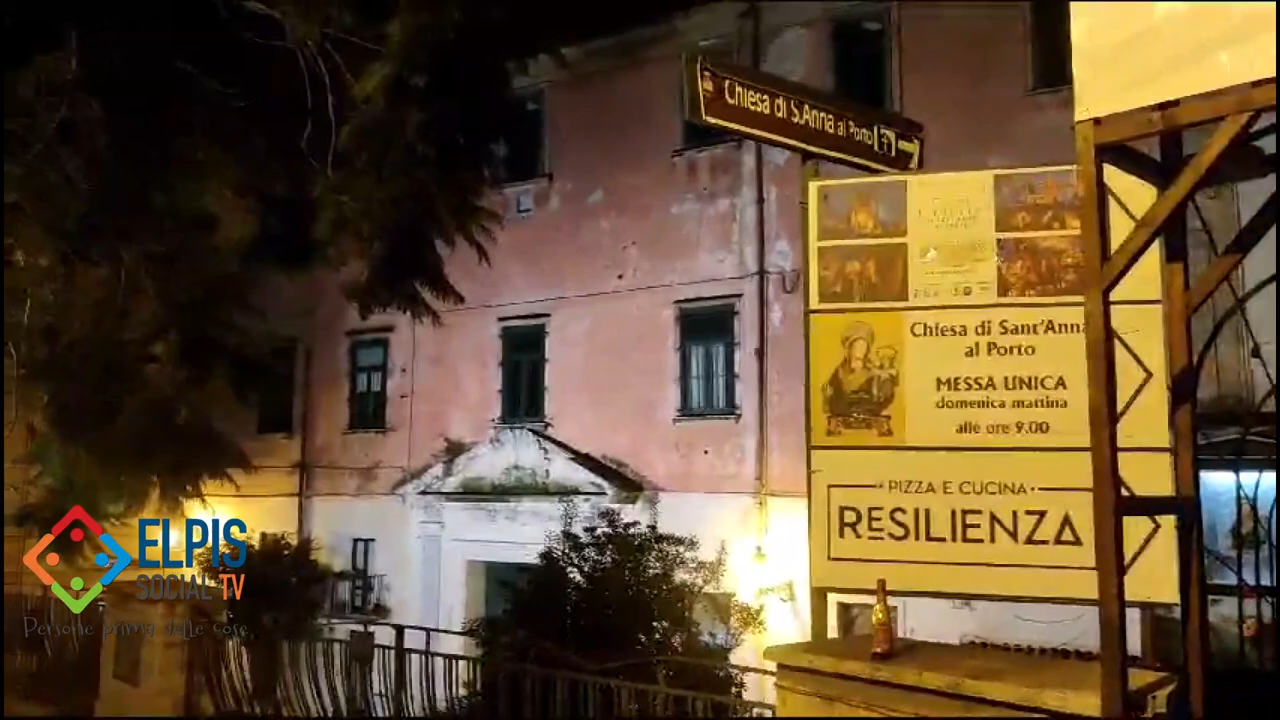 Chiesa di S.Anna al Porto
Chiesa di Sant'Anna
al Porto
MESSA UNICA
domenica mattina
alle ore 9.00
PIZZA E CUCINA
RESILIENZA
ELPIS
SOCIAL TV
Persone prima delle cose